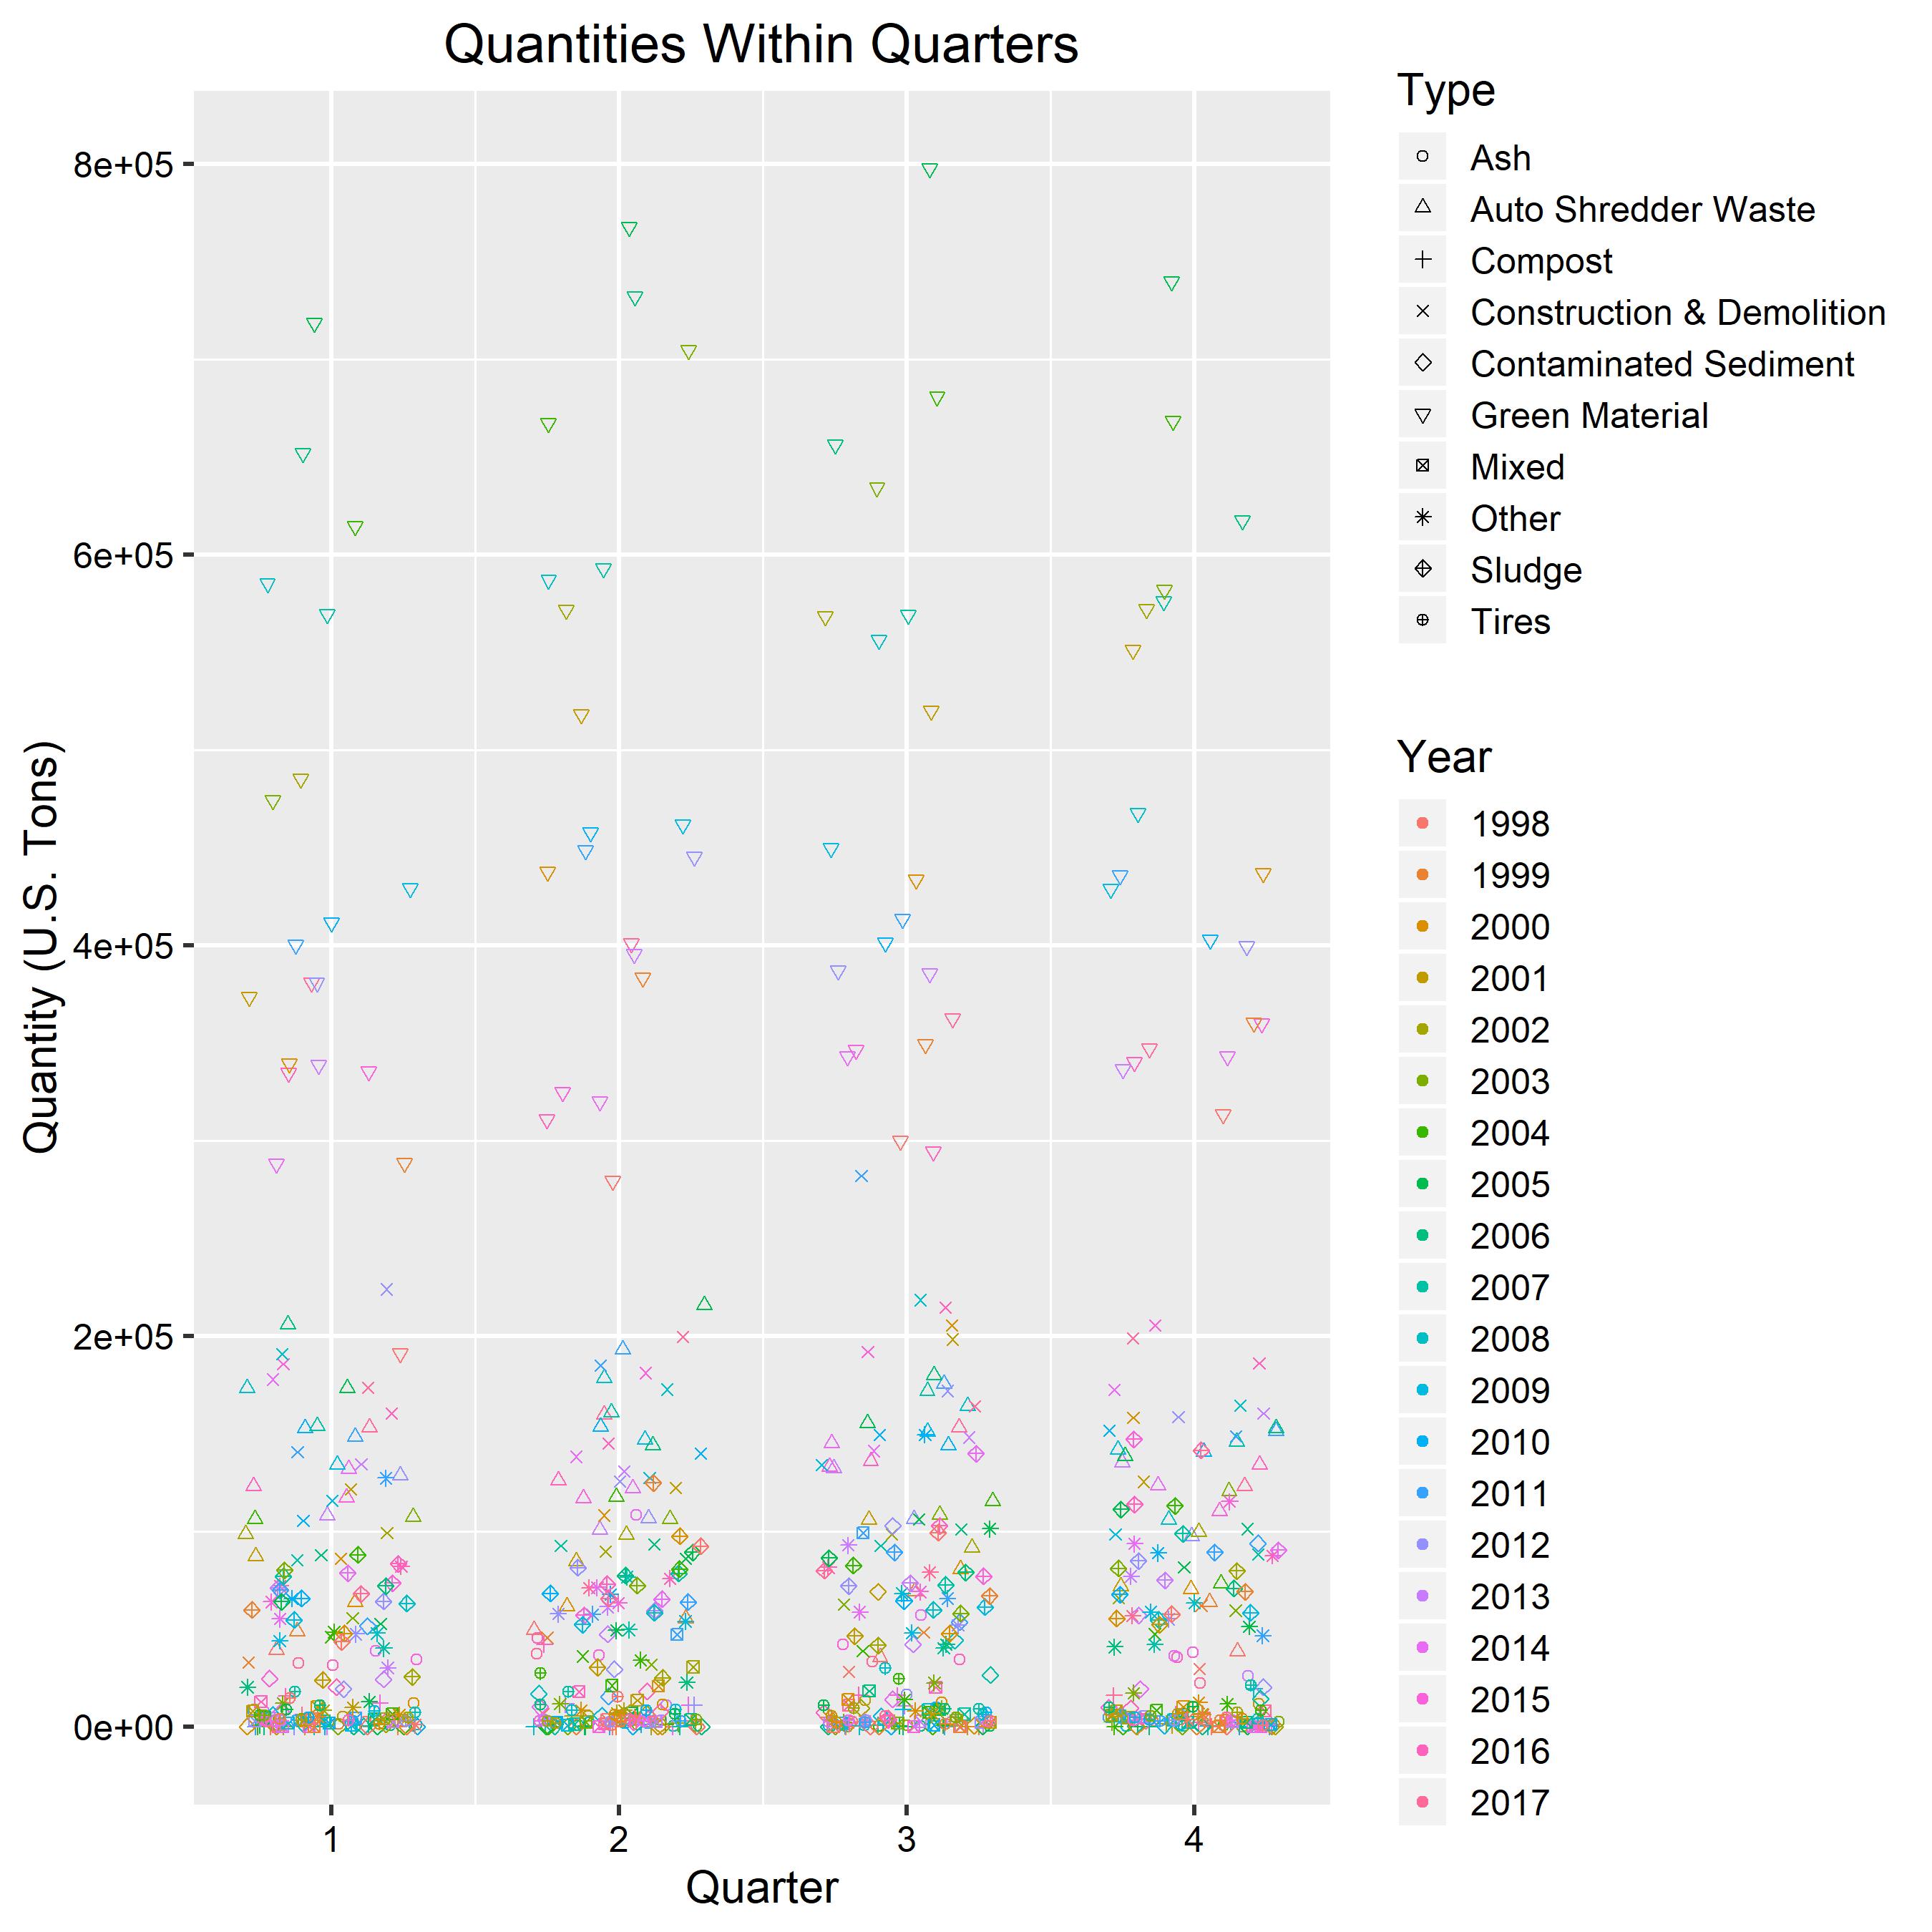 Quantities Within Quarters
Quantity (U.S. Tons)
8e+05
6e+05
4e+05
2e+05
0e+00
1 2 3 4
Quarter
Type
Ash
Auto Shredder Waste
Compost
Construction & Demolition
Contaminated Sediment
Green Material
Mixed
Other
Sludge
Tires
Year
1998
1999
2000
2001
2002
2003
2004
2005
2006
2007
2008
2009
2010
2011
2012
2013
2014
2015
2016
2017